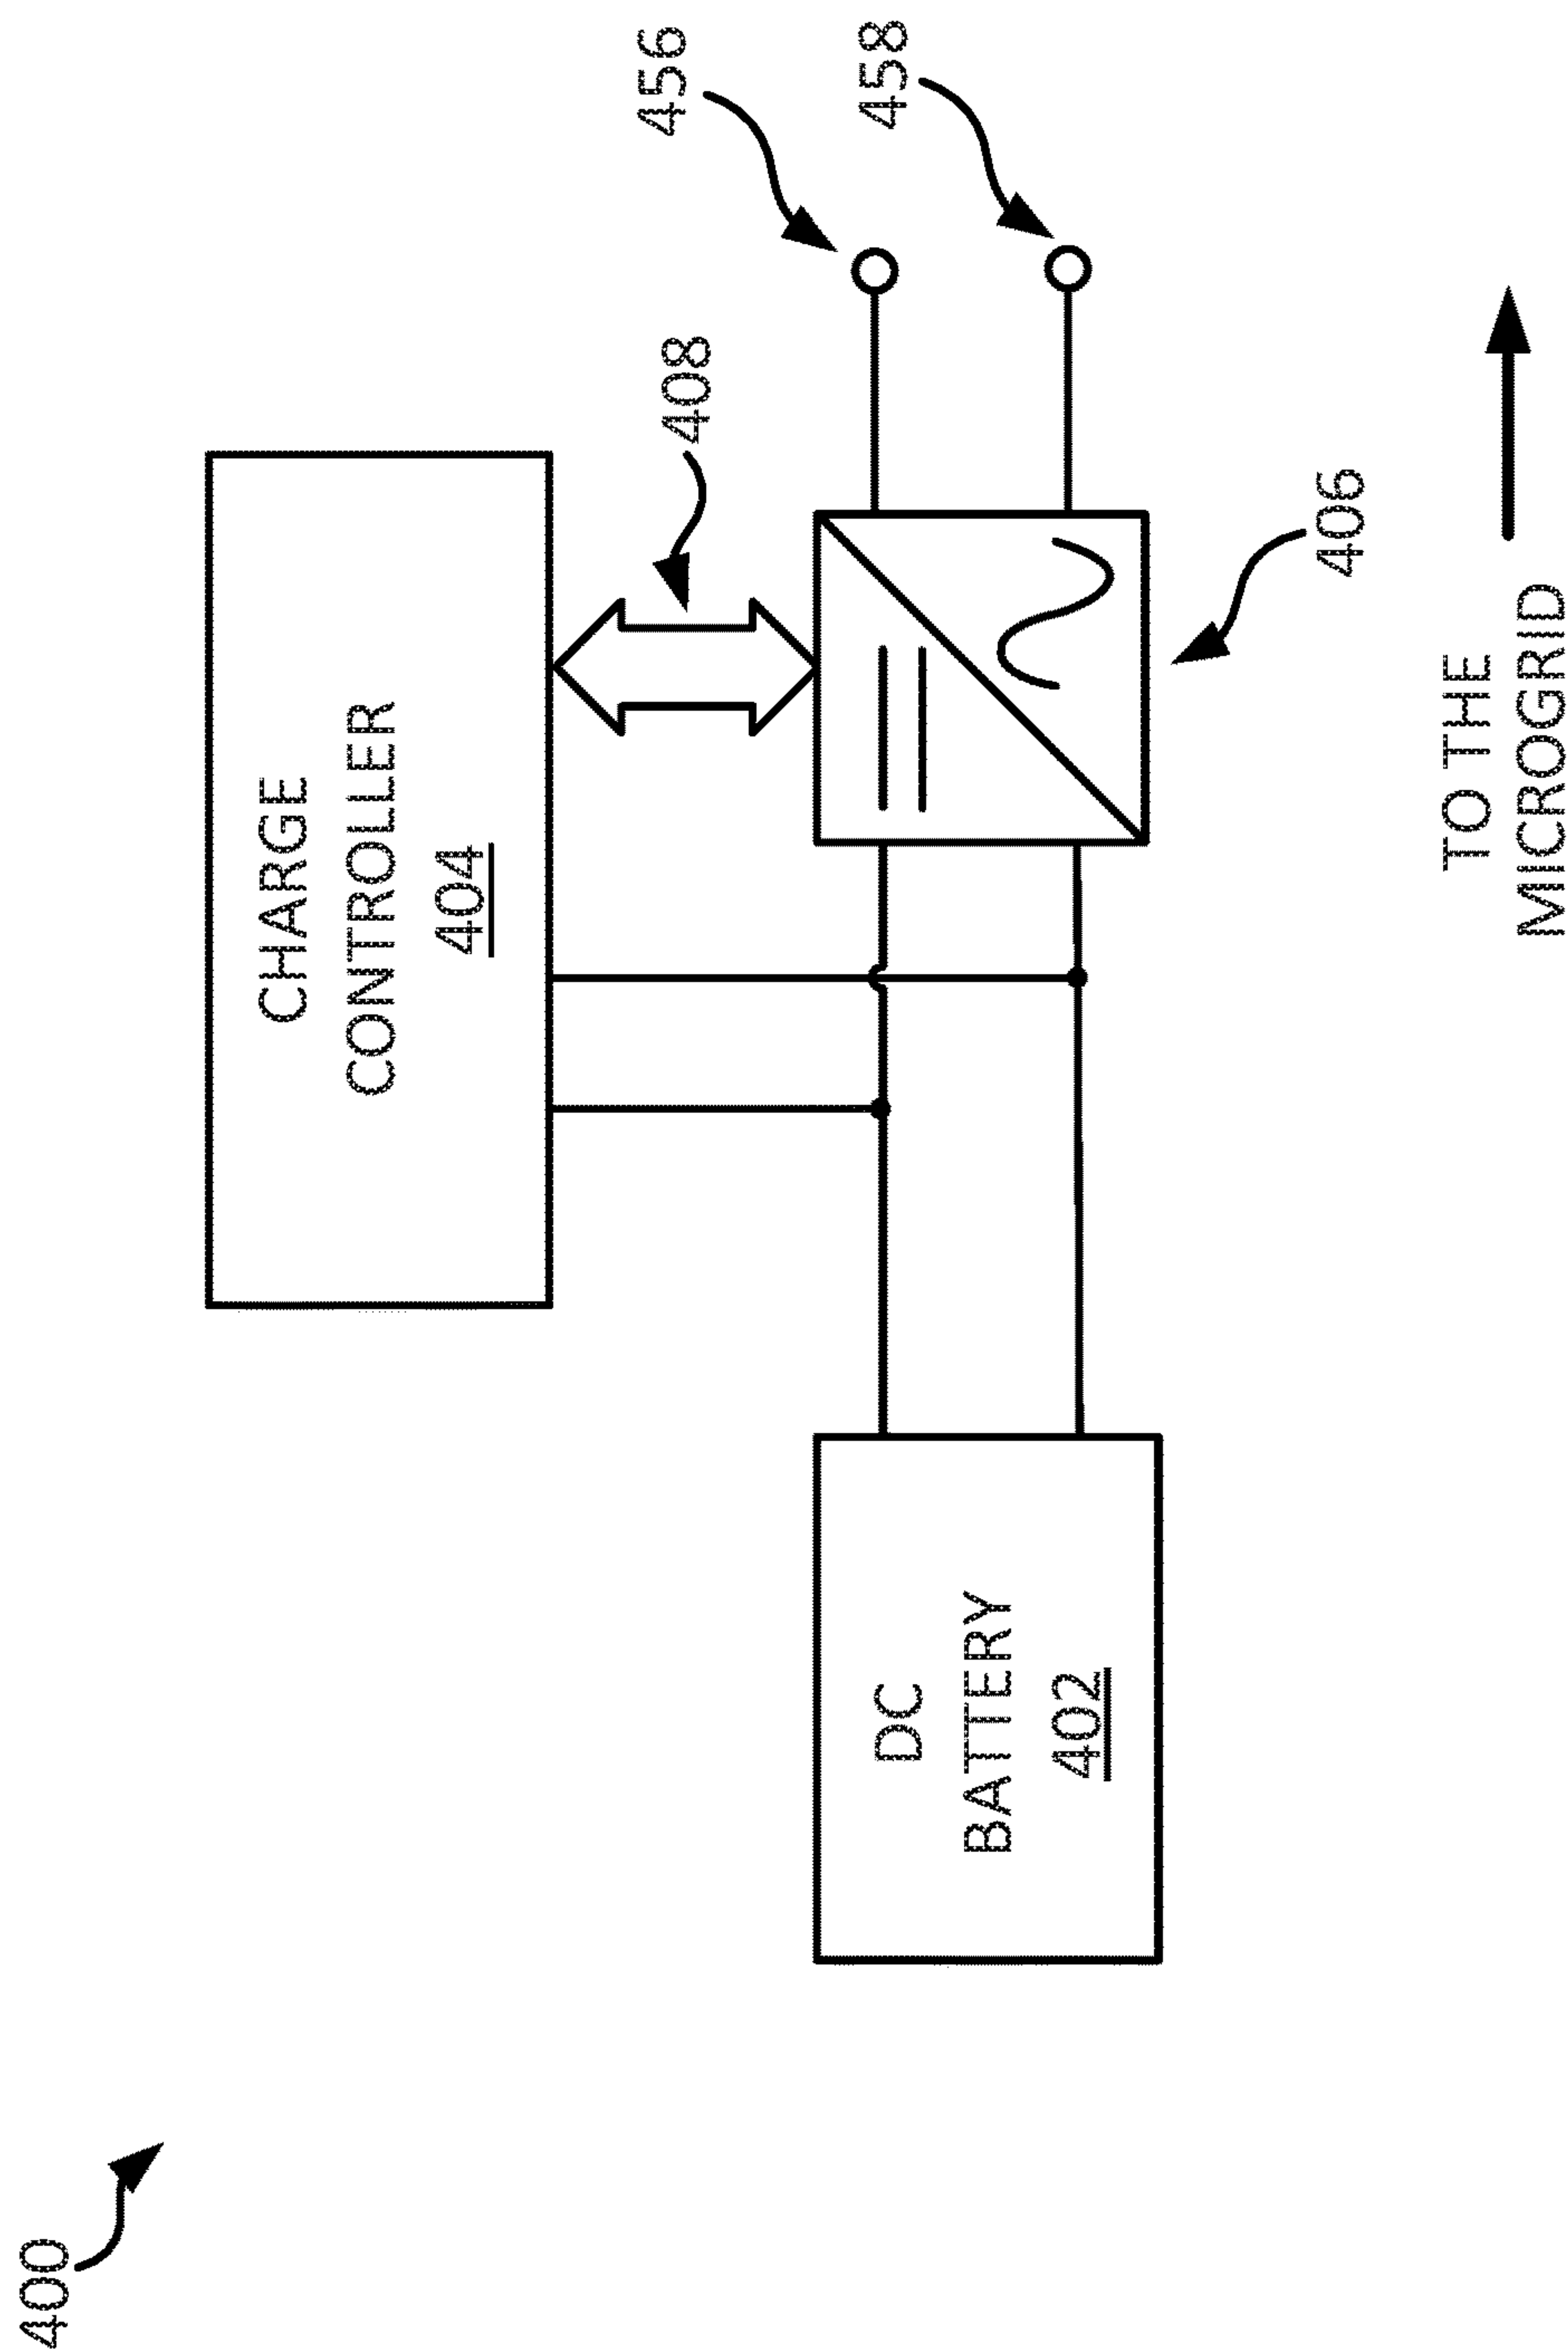 400
CHARGE
CONTROLLER
404
408
456
458
DC
BATTERY
402
406
TO THE
MICROGRID